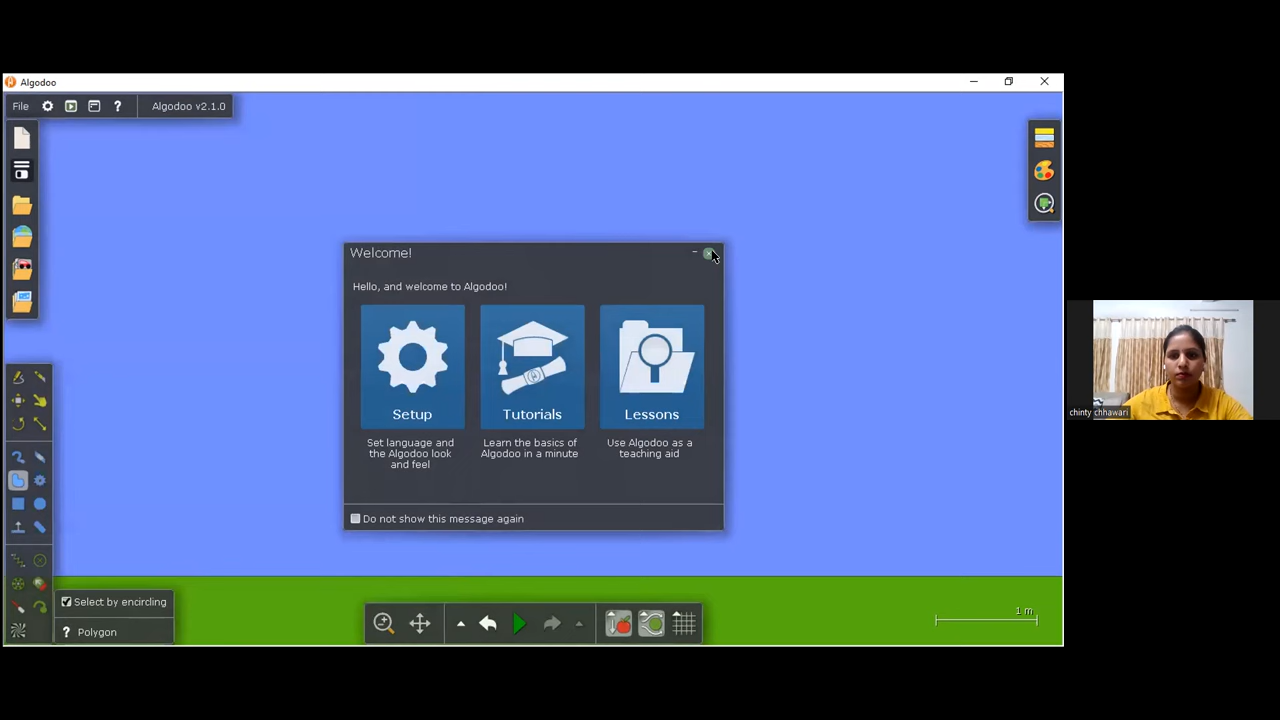 Algodoo
File
? Algodoo v2.1.0
Welcome!
Hello, and welcome to Algodoo!
Setup
Tutorials
Lessons
Set language and
the Algodoo look
and feel
Learn the basics of
Algodoo in a minute
Use Algodoo as a
teaching aid
Do not show this message again
chinty chhawari
Select by encircling
? Polygon
1 m